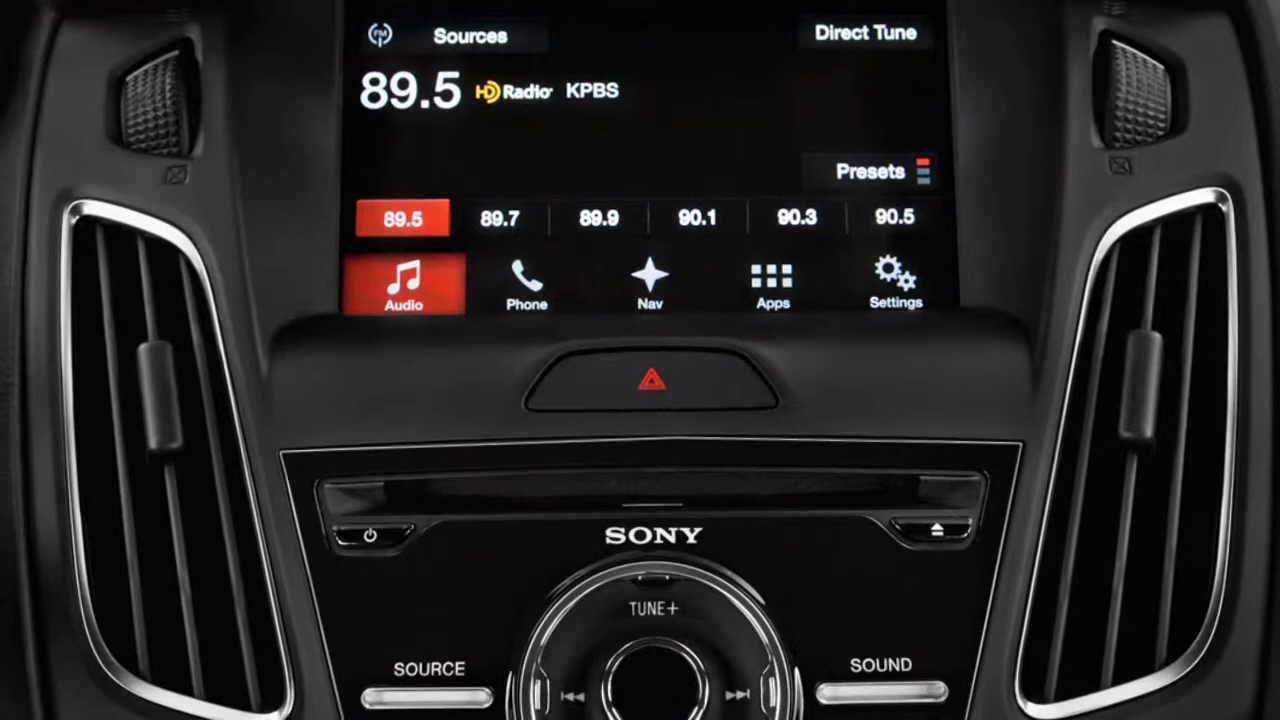 FM Sources Direct Tune
89.5 HD Radio KPBS
Presets
89.5 89.7 89.9 90.1 90.3 90.5
Audio Phone Nav Apps Settings
SONY
TUNE+
SOURCE SOUND